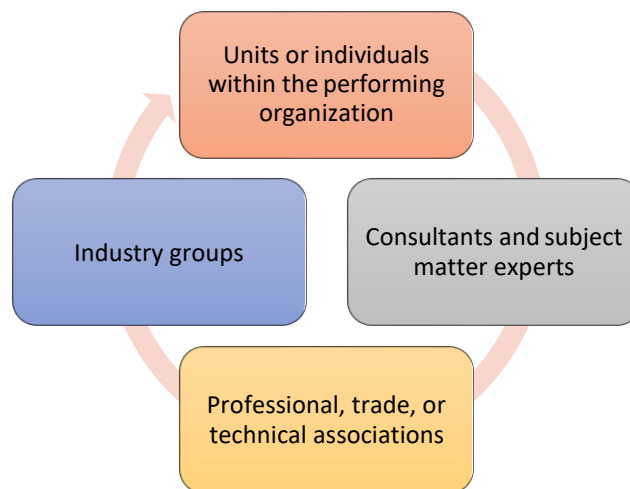 Units or individuals
within the performing
organization
Consultants and subject
matter experts
Professional, trade, or
technical associations
Industry groups